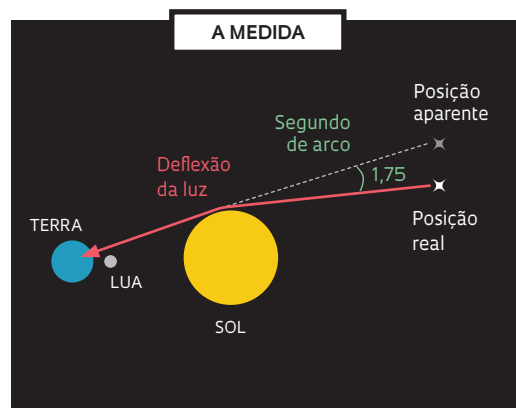 A MEDIDA
Posição
aparente
Segundo
de arco
1,75
Deflexão
da luz
Posição
real
TERRA
LUA
SOL